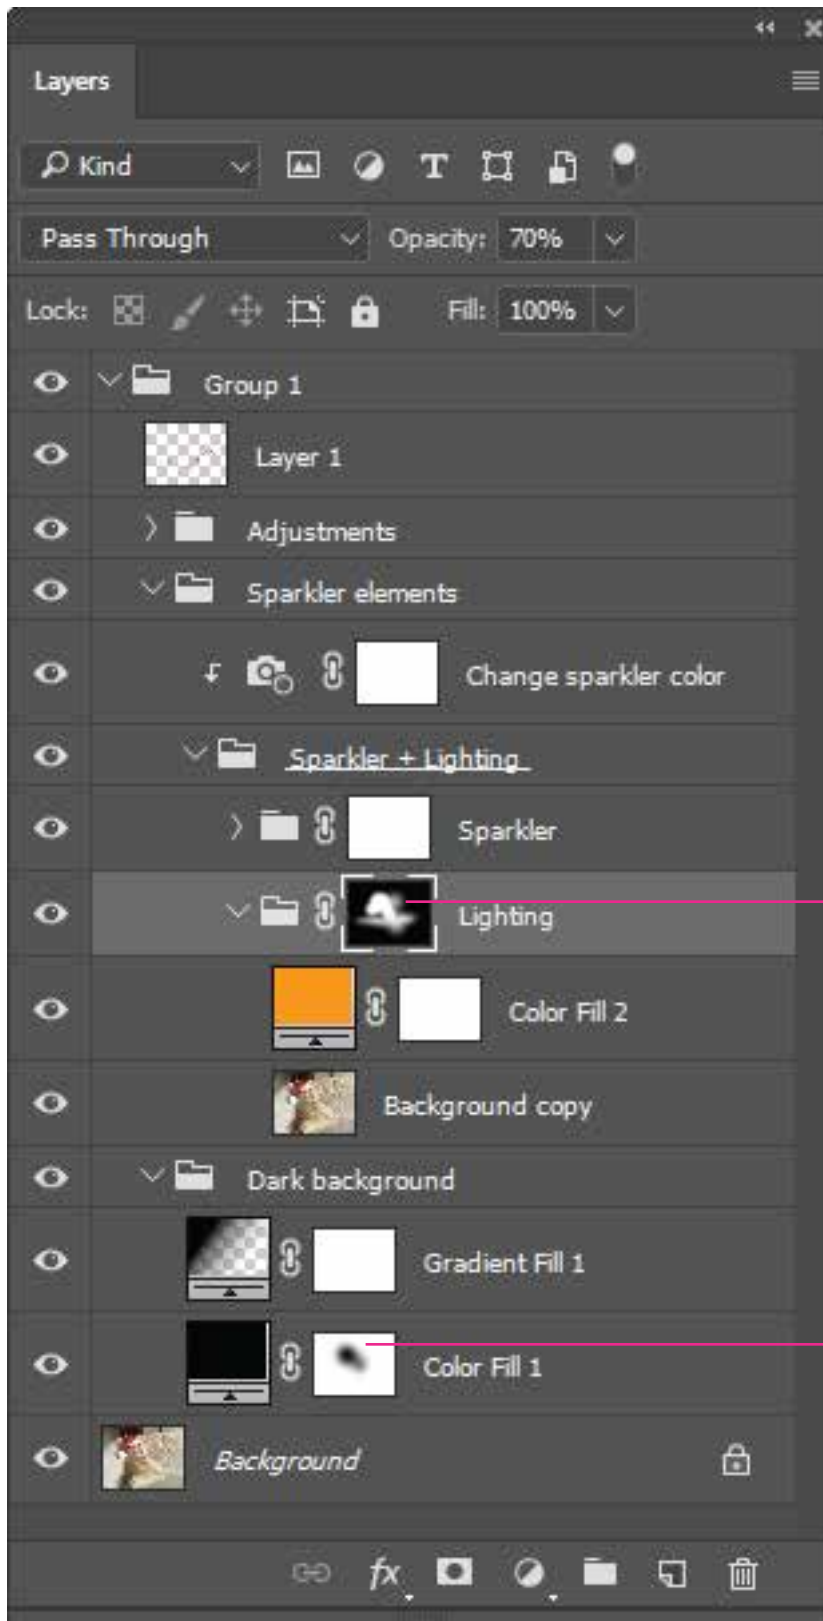 Layers
Kind
Pass Through Opacity: 70%
Lock: Fill: 100%
Group 1
Layer 1
Adjustments
Sparkler elements
Change sparkler color
Sparkler + Lighting
Sparkler
Lighting
Color Fill 2
Background copy
Dark background
Gradient Fill 1
Color Fill 1
Background
fx